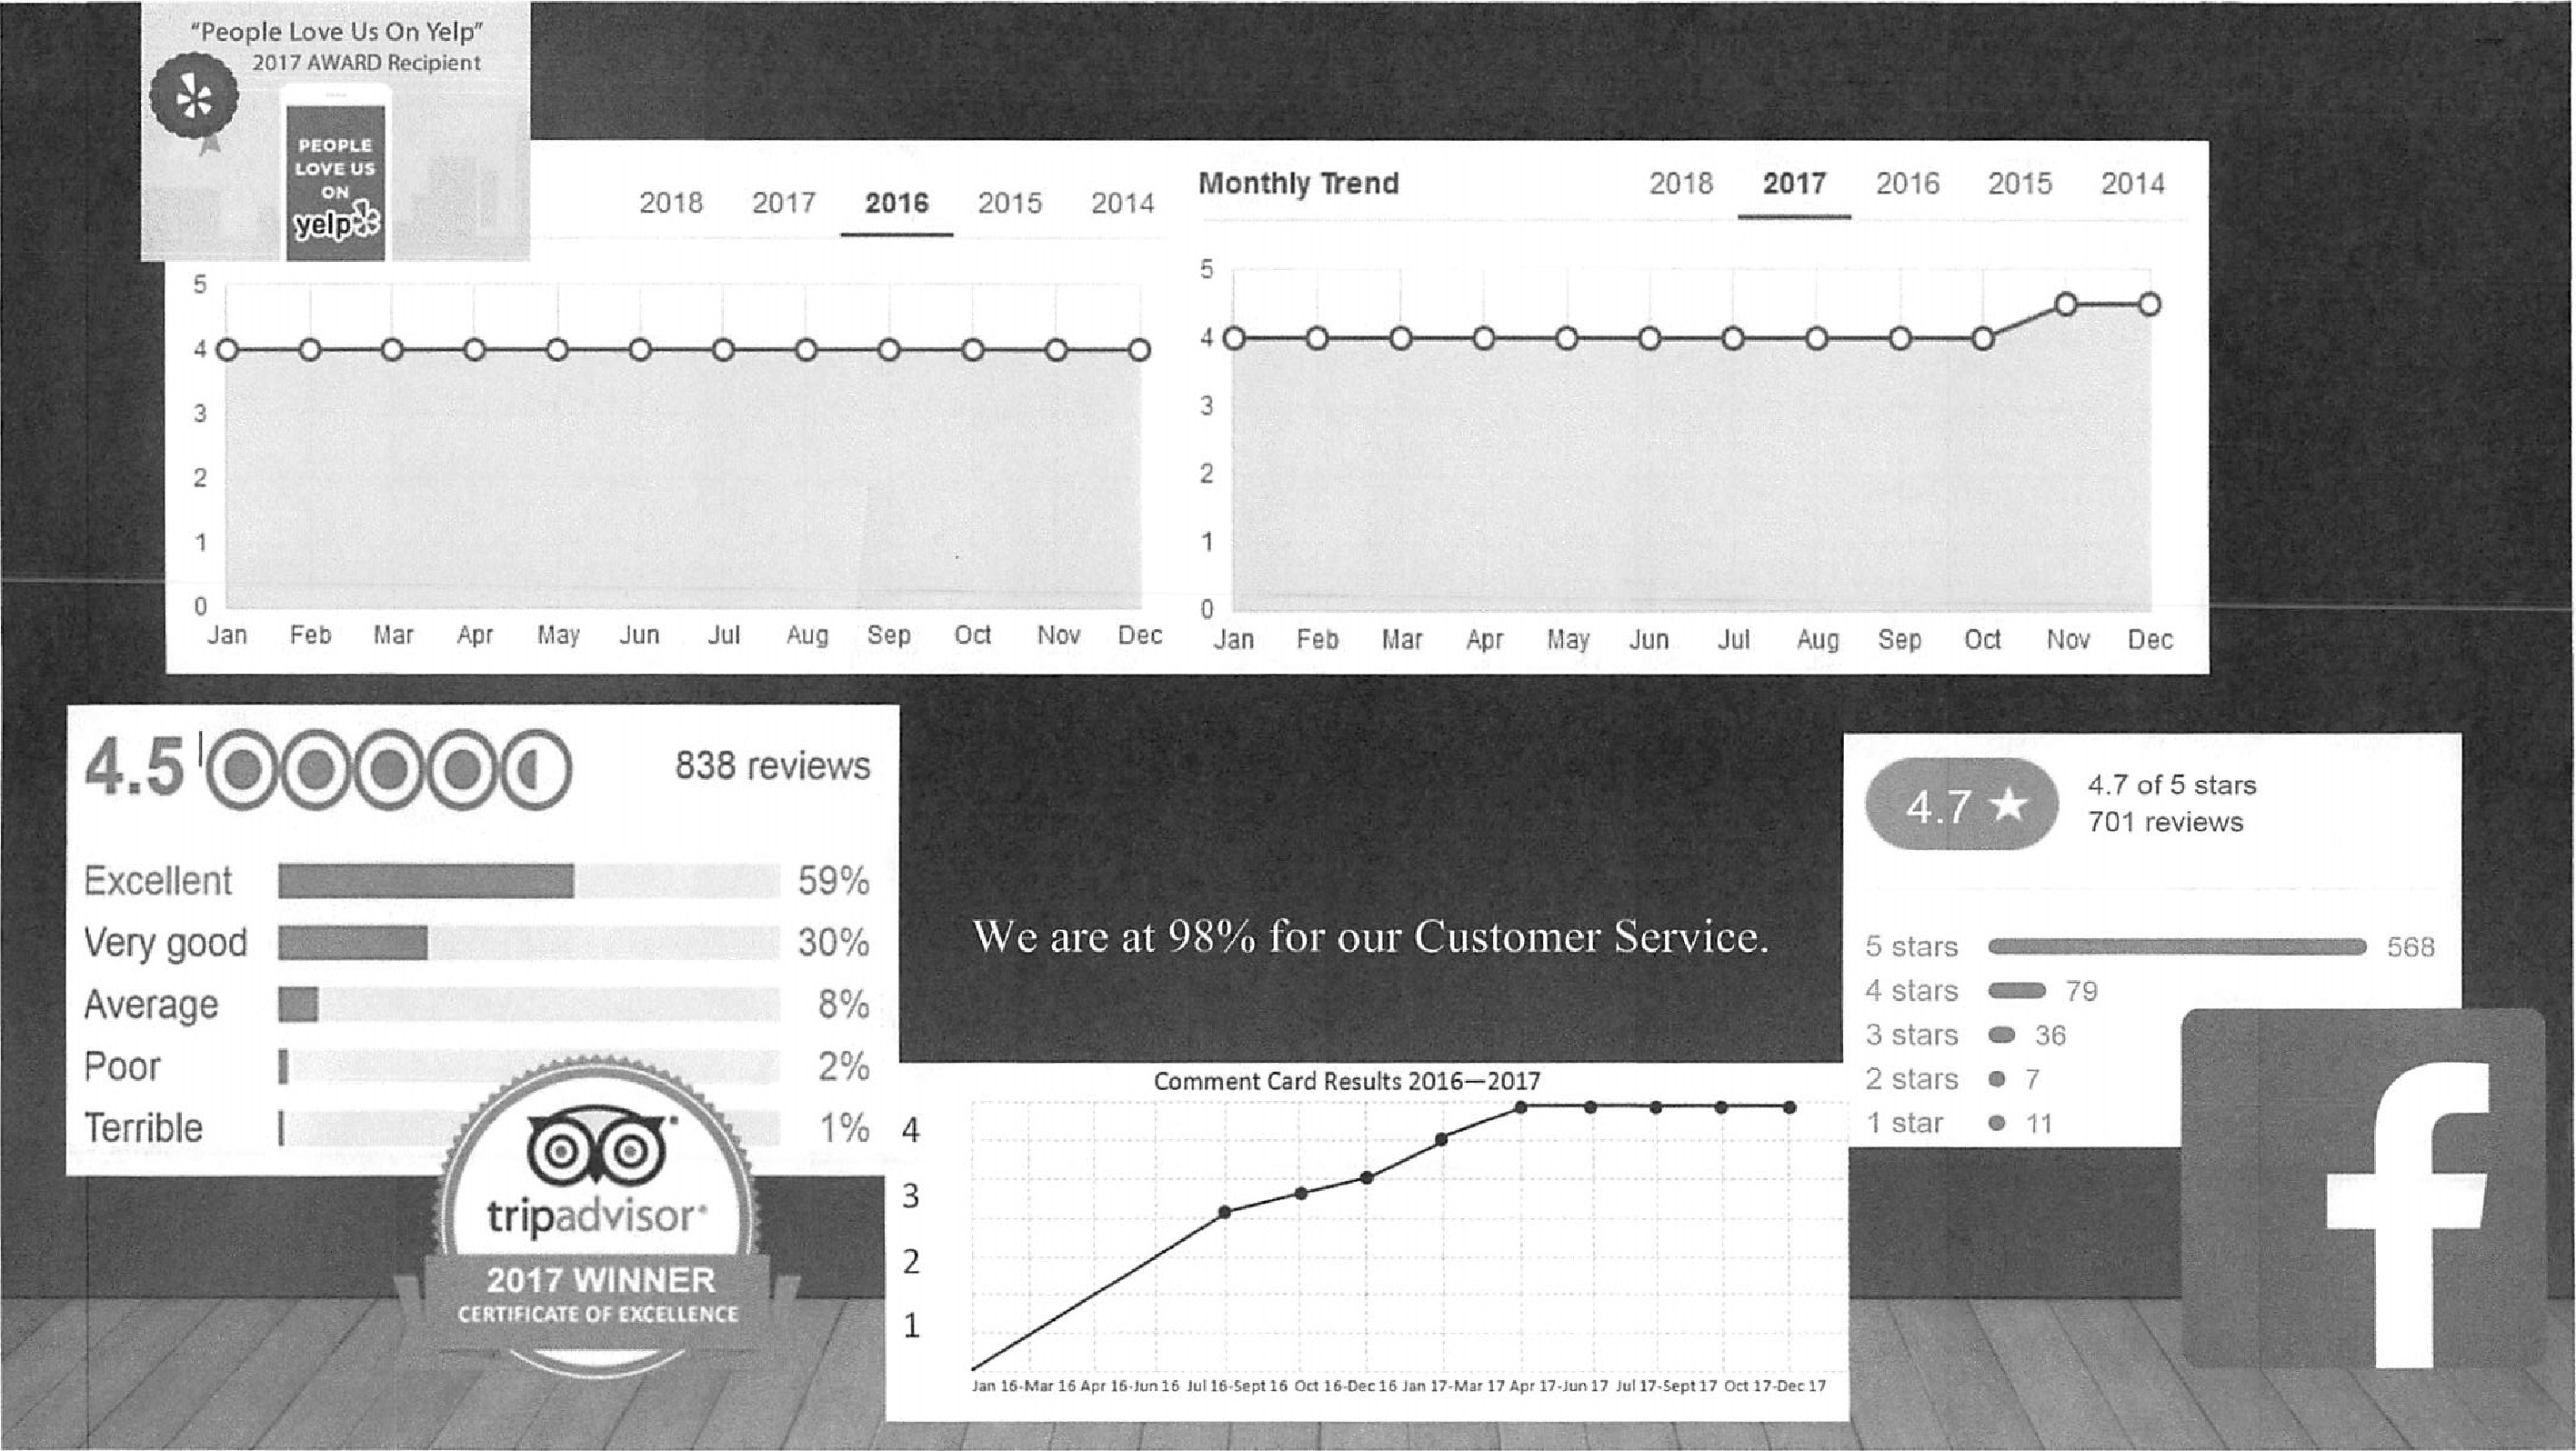 “People Love Us On Yelp”
2017 AWARD Recipient
PEOPLE
LOVE US
ON
yelp
2018 2017 2016 2015 2014
5
4
3
2
1
0
Jan Feb Mar Apr May Jun Jul Aug Sep Oct Nov Dec
Monthly Trend 2018 2017 2016 2015 2014
5
4
3
2
1
0
Jan Feb Mar Apr May Jun Jul Aug Sep Oct Nov Dec
4.5 838 reviews
Excellent 59%
Very good 30%
Average 8%
Poor 2%
Terrible 1%
tripadvisor®
2017 WINNER
CERTIFICATE OF EXCELLENCE
We are at 98% for our Customer Service.
4.7 ★ 4.7 of 5 stars
701 reviews
5 stars 568
4 stars 79
3 stars 36
2 stars 7
1 star 11
f
Comment Card Results 2016—2017
4
3
2
1
Jan 16-Mar 16 Apr 16-Jun 16 Jul 16-Sept 16 Oct 16-Dec 16 Jan 17-Mar 17 Apr 17-Jun 17 Jul 17-Sept 17 Oct 17-Dec 17